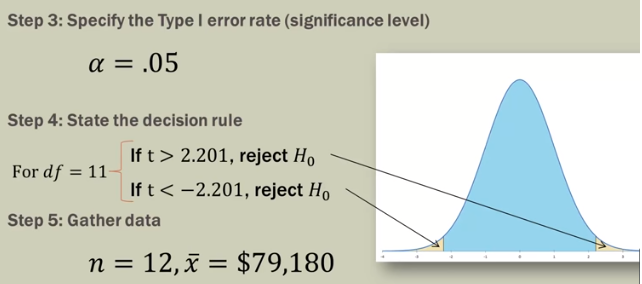 Step 3: Specify the Type I error rate (significance level)
α = .05
Step 4: State the decision rule
If t > 2.201, reject H₀
For df = 11
If t < −2.201, reject H₀
Step 5: Gather data
n = 12, x̄ = $79,180